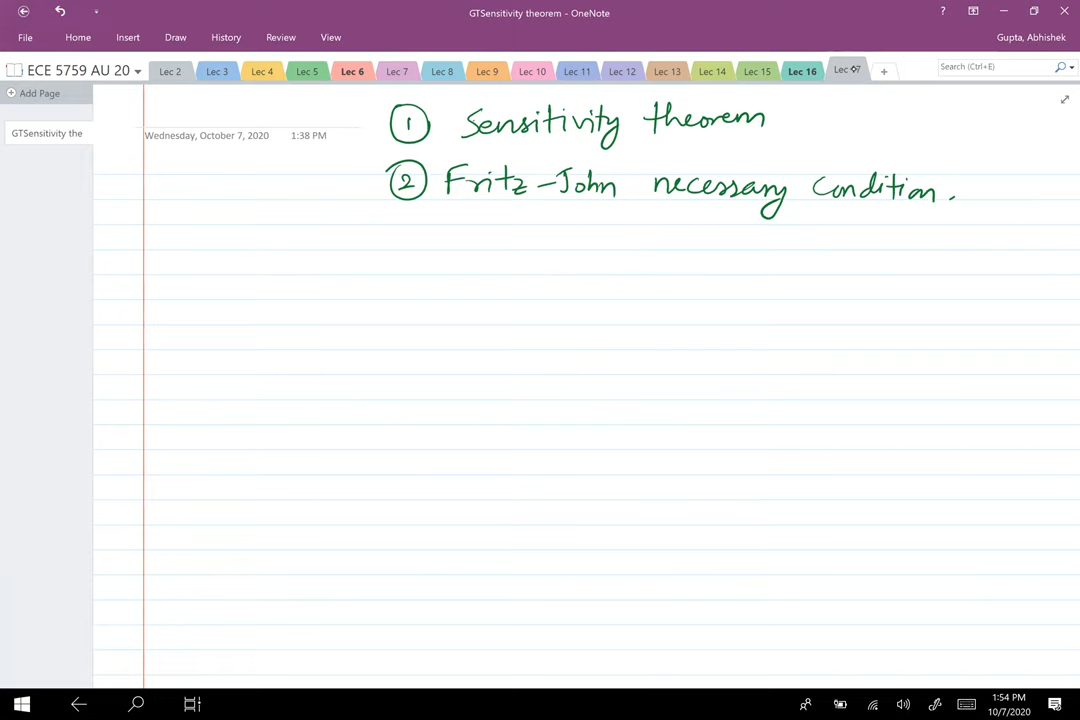 GTSensitivity theorem - OneNote
Gupta, Abhishek
File Home Insert Draw History Review View
ECE 5759 AU 20
Lec 2 Lec 3 Lec 4 Lec 5 Lec 6 Lec 7 Lec 8 Lec 9 Lec 10 Lec 11 Lec 12 Lec 13 Lec 14 Lec 15 Lec 16 Lec
Search (Ctrl+E)
Add Page
GTSensitivity the
Wednesday, October 7, 2020 1:38 PM
① Sensitivity theorem
② Fritz-John necessary condition.
1:54 PM
10/7/2020